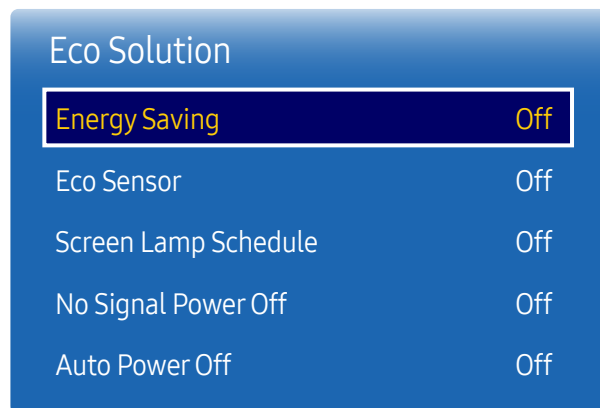 Eco Solution
Energy Saving Off
Eco Sensor Off
Screen Lamp Schedule Off
No Signal Power Off Off
Auto Power Off Off